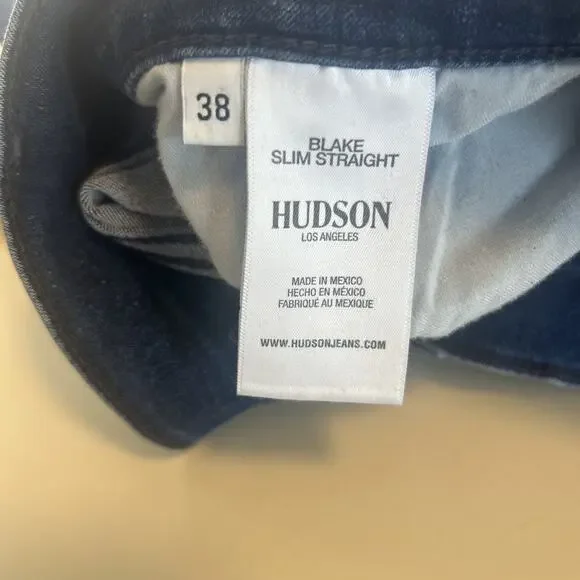 38
BLAKE
SLIM STRAIGHT
HUDSON
LOS ANGELES
MADE IN MEXICO
HECHO EN MÉXICO
FABRIQUÉ AU MEXIQUE
WWW.HUDSONJEANS.COM